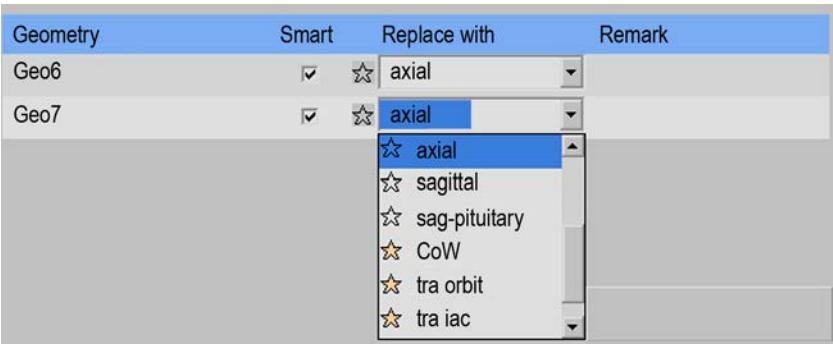 Geometry Smart Replace with Remark
Geo6 axial
Geo7 axial
axial
sagittal
sag-pituitary
CoW
tra orbit
tra iac